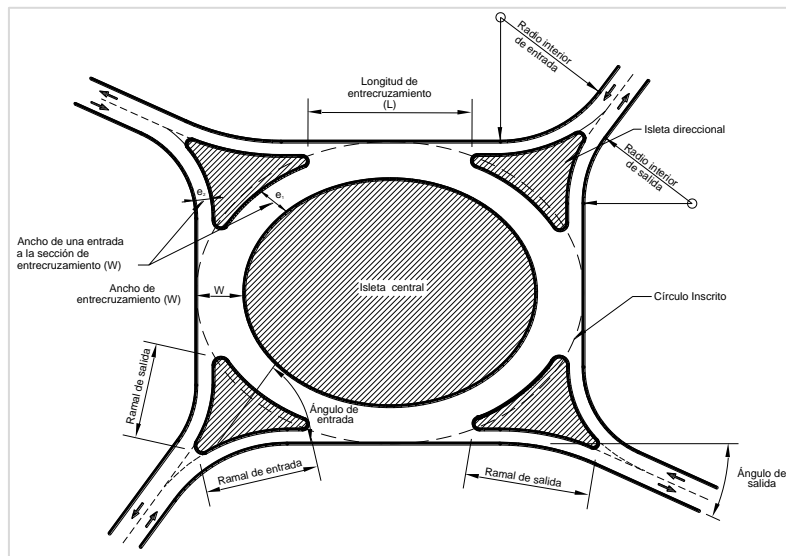 Radio interior
de entrada
Longitud de
entrecruzamiento
(L)
Isleta direccional
Radio interior
de salida
e₂
e₁
Ancho de una entrada
a la sección de
entrecruzamiento (W)
Ancho de
entrecruzamiento (W)
W
Isleta central
Círculo Inscrito
Ramal de salida
Ángulo de
entrada
Ramal de entrada
Ramal de salida
Ángulo de
salida